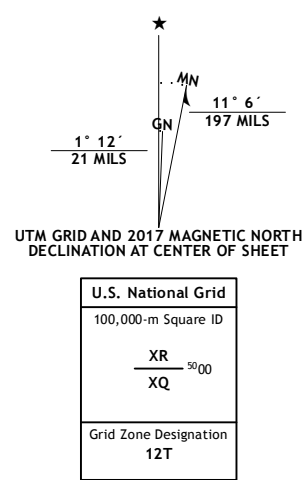 ★
MN
GN
11° 6´
197 MILS
1° 12´
21 MILS
UTM GRID AND 2017 MAGNETIC NORTH
DECLINATION AT CENTER OF SHEET
U.S. National Grid
100,000-m Square ID
XR
5000
XQ
Grid Zone Designation
12T